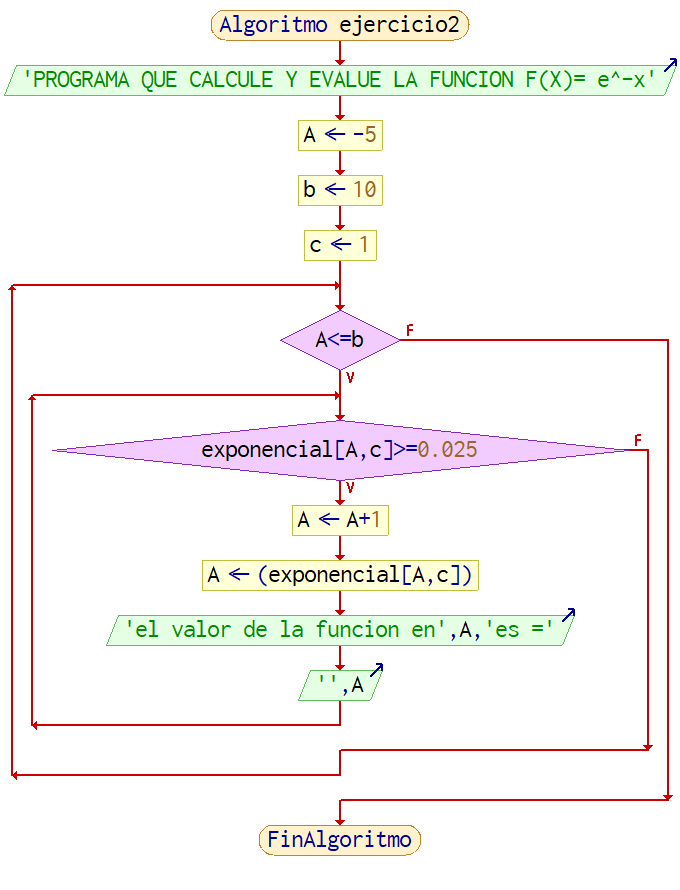 Algoritmo ejercicio2
'PROGRAMA QUE CALCULE Y EVALUE LA FUNCION F(X)= e^-x'
A <- -5
b <- 10
c <- 1
A<=b
F
V
exponencial[A,c]>=0.025
F
V
A <- A+1
A <- (exponencial[A,c])
'el valor de la funcion en',A,'es ='
'',A
FinAlgoritmo